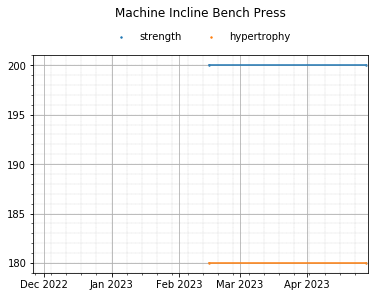 Machine Incline Bench Press
strength hypertrophy
200
195
190
185
180
Dec 2022 Jan 2023 Feb 2023 Mar 2023 Apr 2023